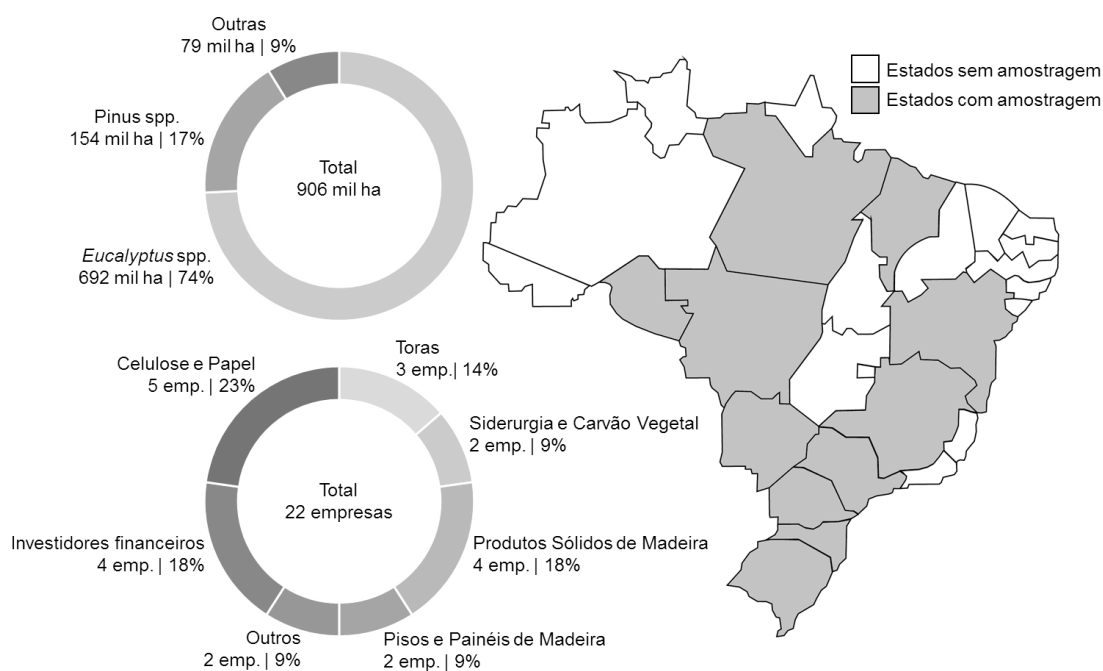 Outras
79 mil ha | 9%
Pinus spp.
154 mil ha | 17%
Total
906 mil ha
Eucalyptus spp.
692 mil ha | 74%
Estados sem amostragem
Estados com amostragem
Celulose e Papel
5 emp. | 23%
Toras
3 emp.| 14%
Siderurgia e Carvão Vegetal
2 emp. | 9%
Total
22 empresas
Investidores financeiros
4 emp. | 18%
Produtos Sólidos de Madeira
4 emp. | 18%
Outros
2 emp. | 9%
Pisos e Painéis de Madeira
2 emp. | 9%